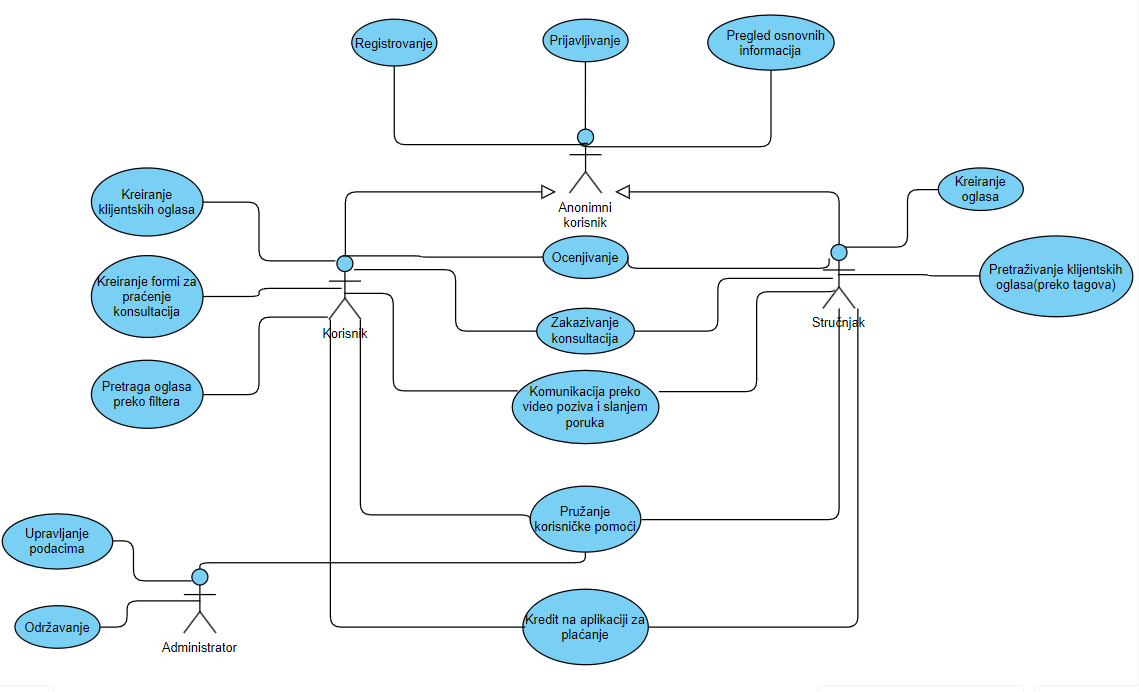 Registrovanje
Prijavljivanje
Pregled osnovnih
informacija
Anonimni
korisnik
Kreiranje
klijentskih oglasa
Kreiranje
oglasa
Ocenjivanje
Kreiranje formi za
praćenje
konsultacija
Pretraživanje klijentskih
oglasa(preko tagova)
Korisnik
Stručnjak
Zakazivanje
konsultacija
Pretraga oglasa
preko filtera
Komunikacija preko
video poziva i slanjem
poruka
Pružanje
korisničke pomoći
Upravljanje
podacima
Održavanje
Administrator
Kredit na aplikaciji za
plaćanje